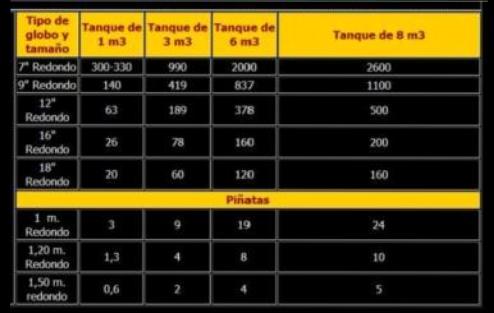 Tipo de globo y tamaño Tanque de 1 m3 Tanque de 3 m3 Tanque de 6 m3 Tanque de 8 m3
7" Redondo 300-330 990 2000 2600
9" Redondo 140 419 837 1100
12" Redondo 63 189 378 500
16" Redondo 26 78 160 200
18" Redondo 20 60 120 160
Piñatas
1 m. Redondo 3 9 19 24
1,20 m. Redondo 1,3 4 8 10
1,50 m. redondo 0,6 2 4 5